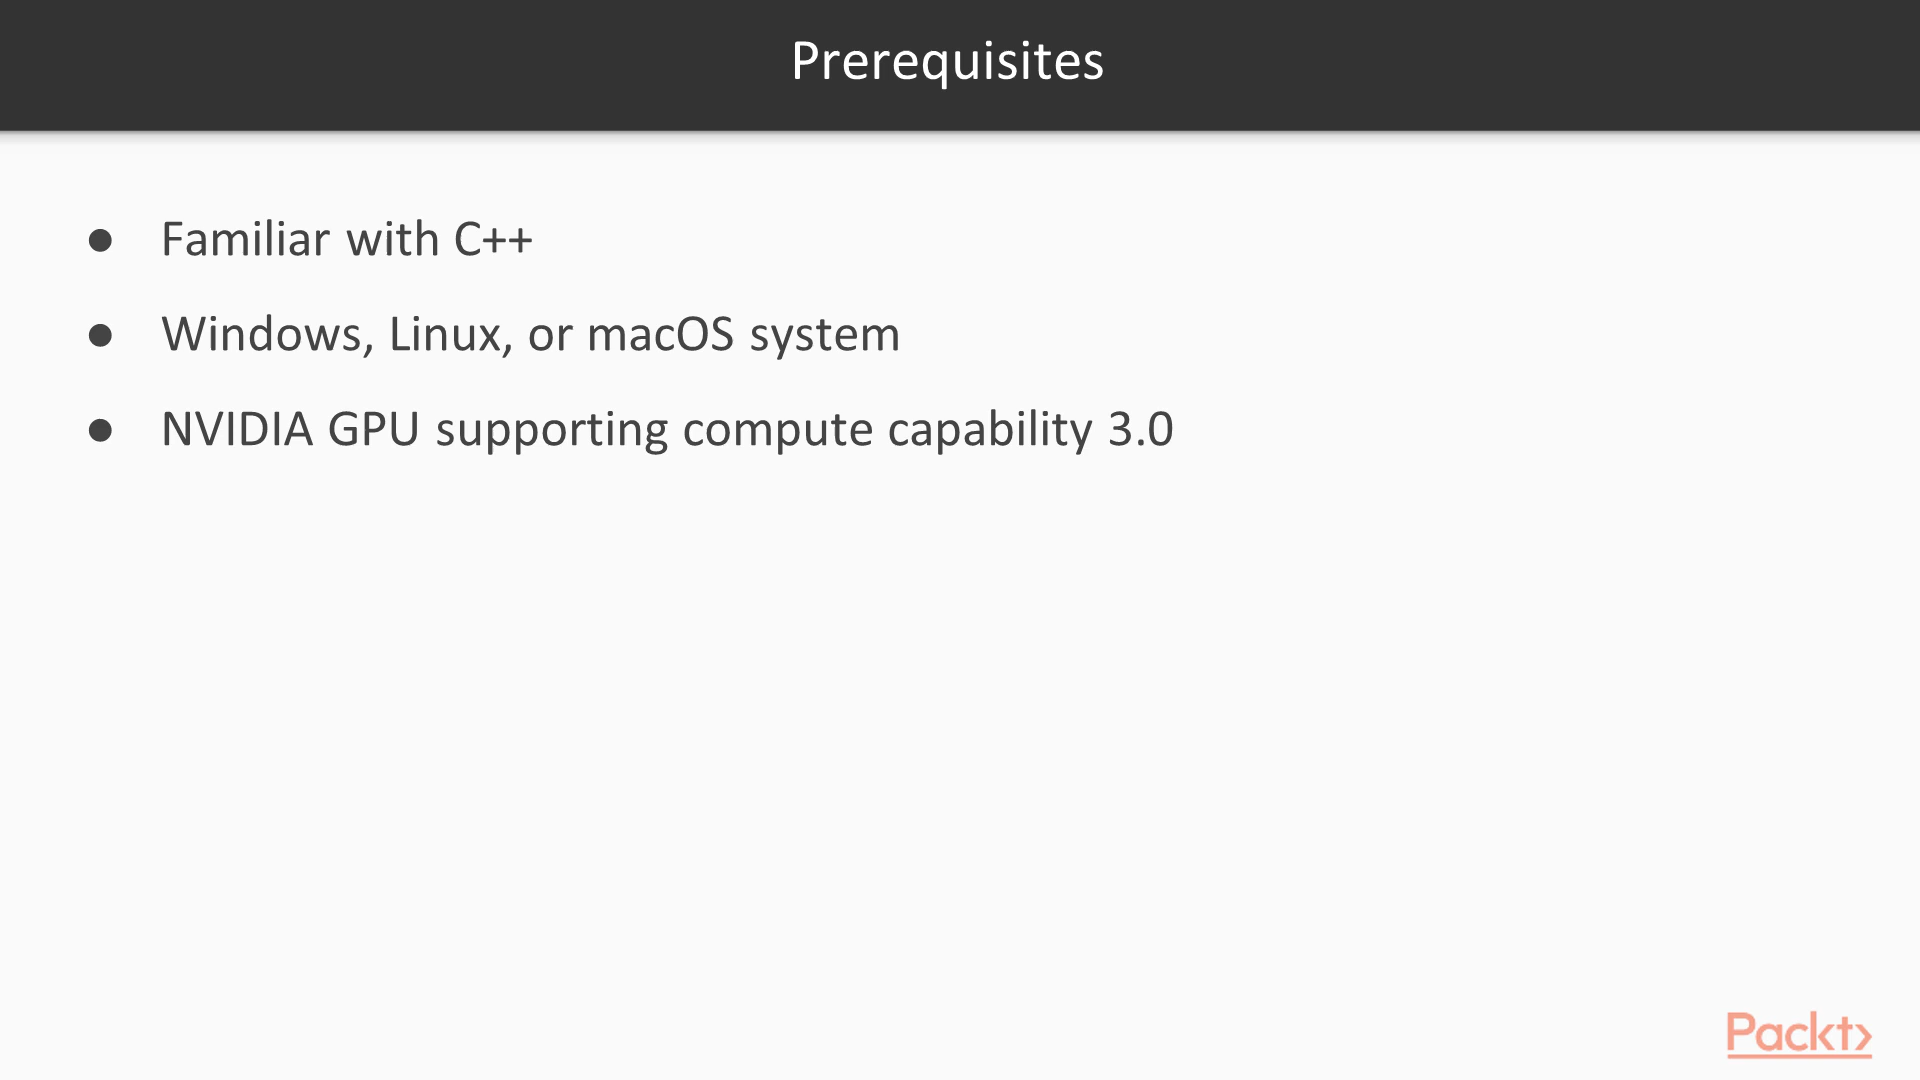 Prerequisites
● Familiar with C++
● Windows, Linux, or macOS system
● NVIDIA GPU supporting compute capability 3.0
Packt>